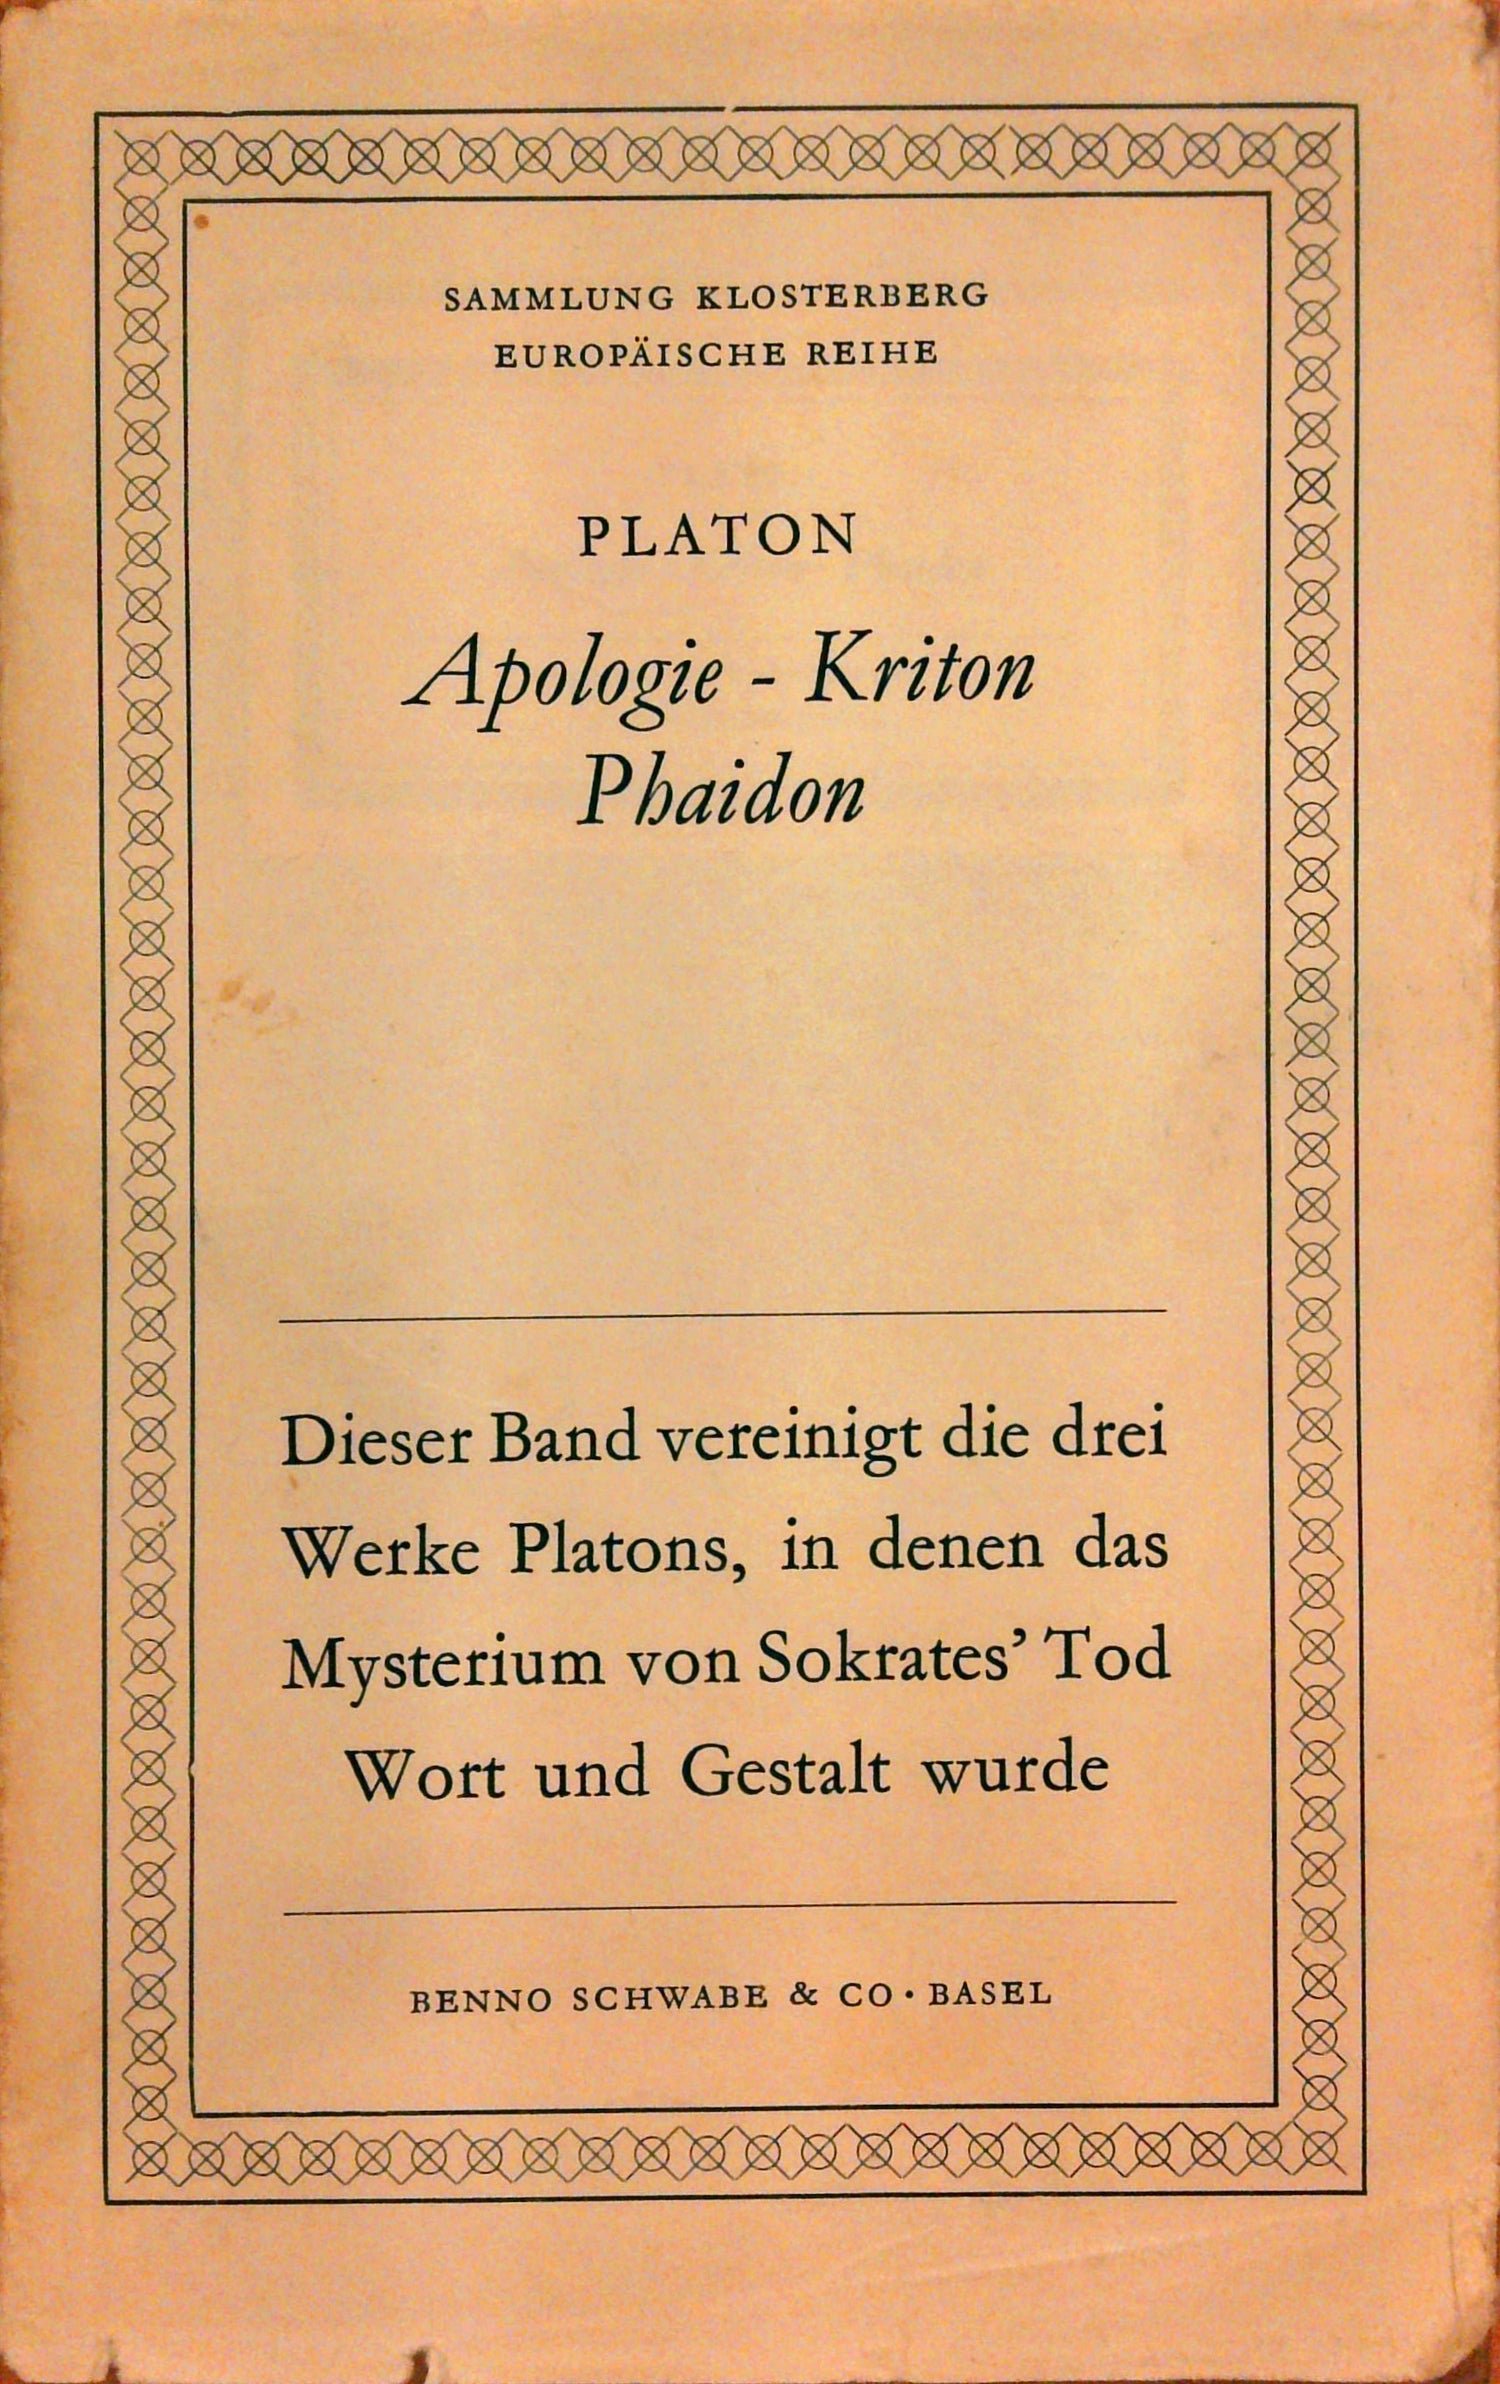 SAMMLUNG KLOSTERBERG
EUROPÄISCHE REIHE
PLATON
Apologie - Kriton
Phaidon
Dieser Band vereinigt die drei
Werke Platons, in denen das
Mysterium von Sokrates’ Tod
Wort und Gestalt wurde
BENNO SCHWABE & CO · BASEL